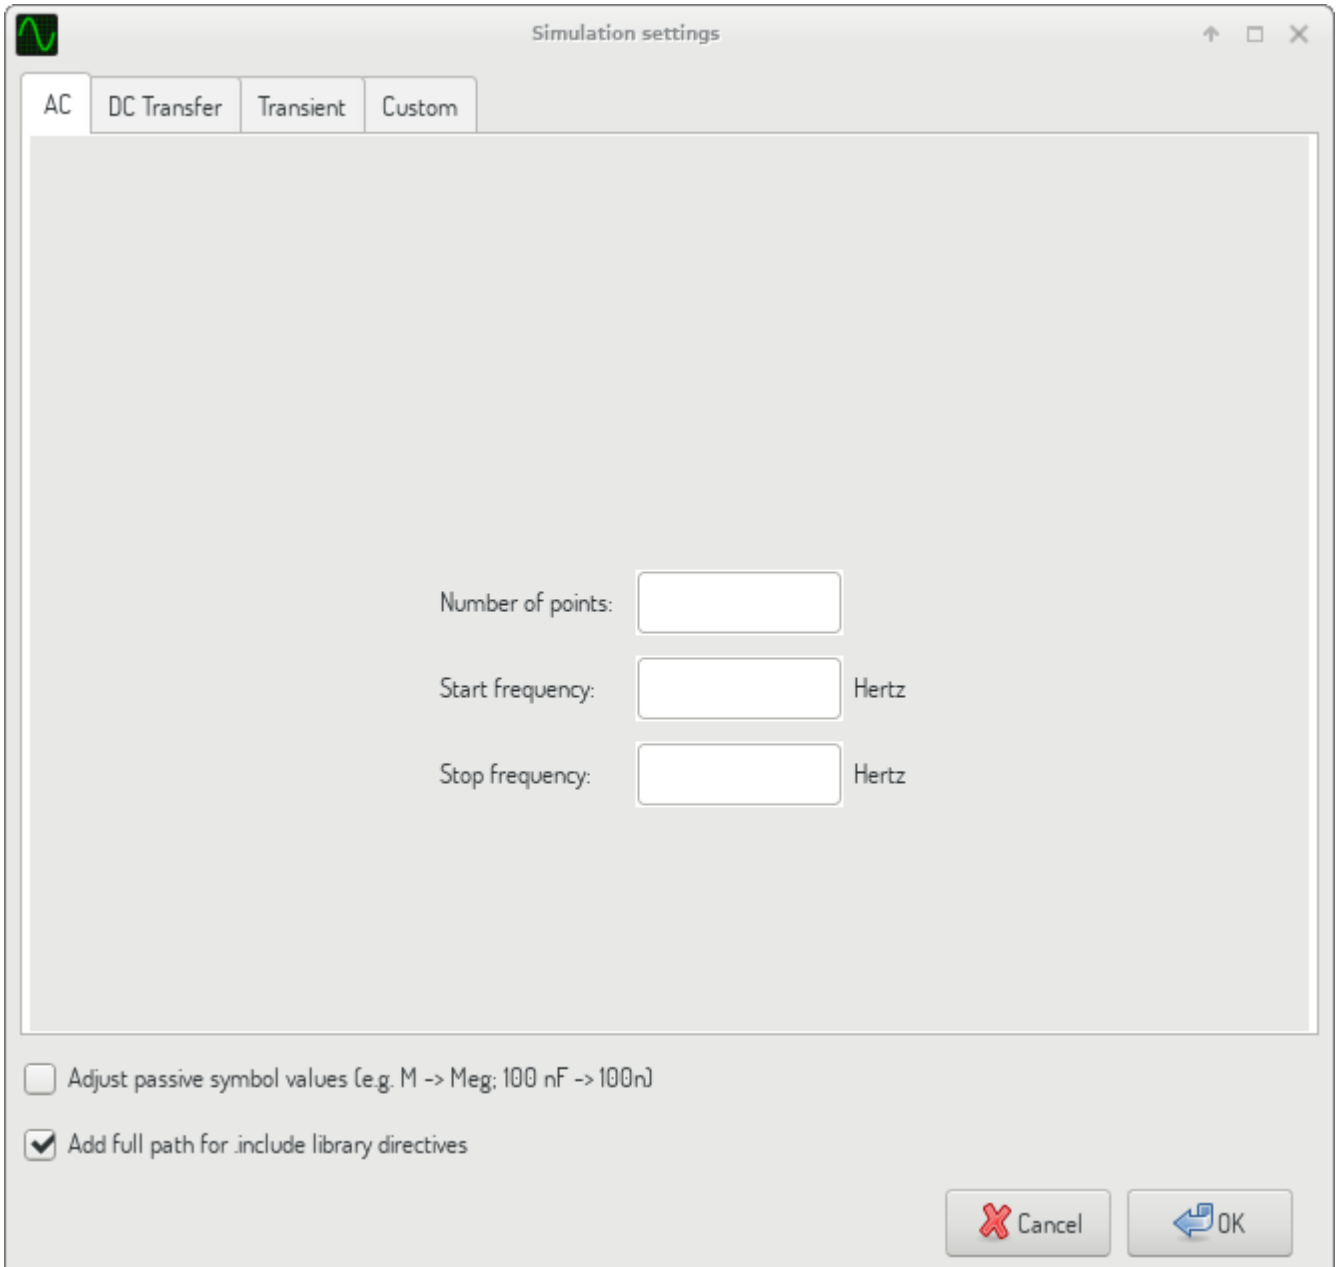 Simulation settings
AC DC Transfer Transient Custom
Number of points:
Start frequency: Hertz
Stop frequency: Hertz
Adjust passive symbol values (e.g. M -> Meg; 100 nF -> 100n)
Add full path for .include library directives
Cancel OK